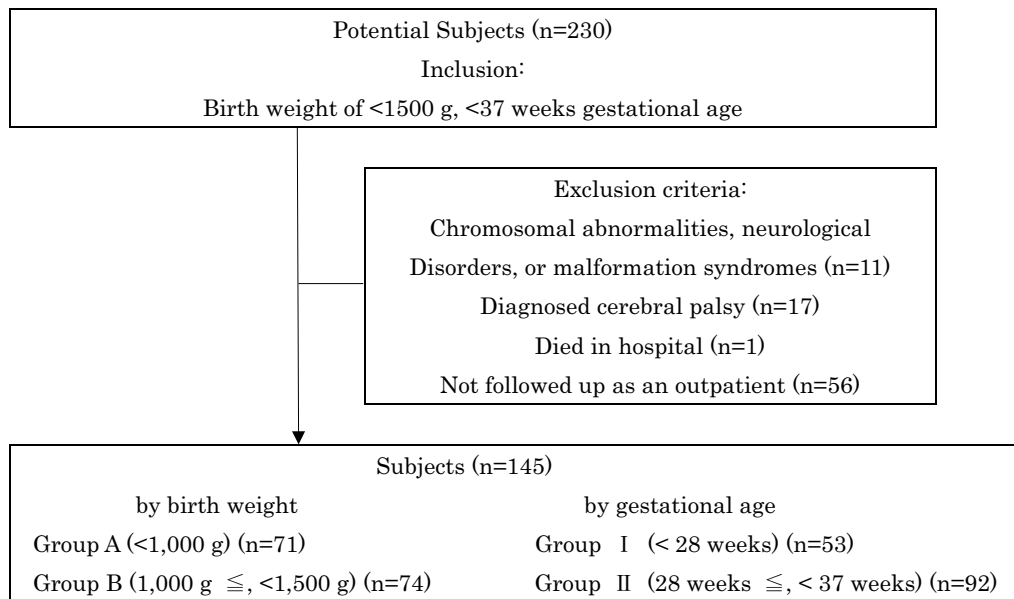 Potential Subjects (n=230)
Inclusion:
Birth weight of <1500 g, <37 weeks gestational age
Exclusion criteria:
Chromosomal abnormalities, neurological
Disorders, or malformation syndromes (n=11)
Diagnosed cerebral palsy (n=17)
Died in hospital (n=1)
Not followed up as an outpatient (n=56)
Subjects (n=145)
by birth weight
by gestational age
Group A (<1,000 g) (n=71)
Group Ⅰ (< 28 weeks) (n=53)
Group B (1,000 g ≦, <1,500 g) (n=74)
Group Ⅱ (28 weeks ≦, < 37 weeks) (n=92)